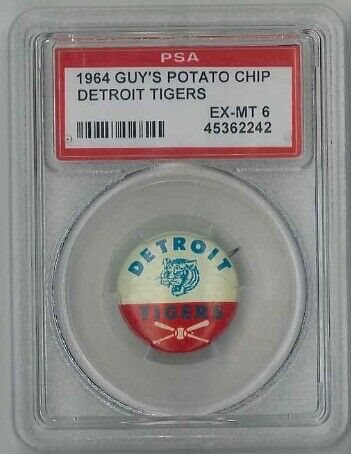 PSA
1964 GUY'S POTATO CHIP
DETROIT TIGERS
EX-MT 6
45362242
DETROIT
TIGERS